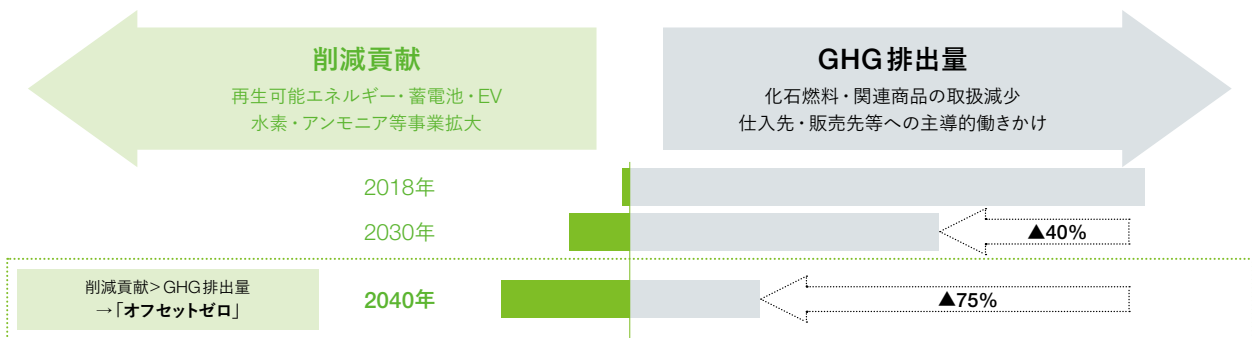 削減貢献
再生可能エネルギー・蓄電池・EV
水素・アンモニア等事業拡大
GHG排出量
化石燃料・関連商品の取扱減少
仕入先・販売先等への主導的働きかけ
2018年
2030年
▲40%
削減貢献>GHG排出量
→「オフセットゼロ」
2040年
▲75%